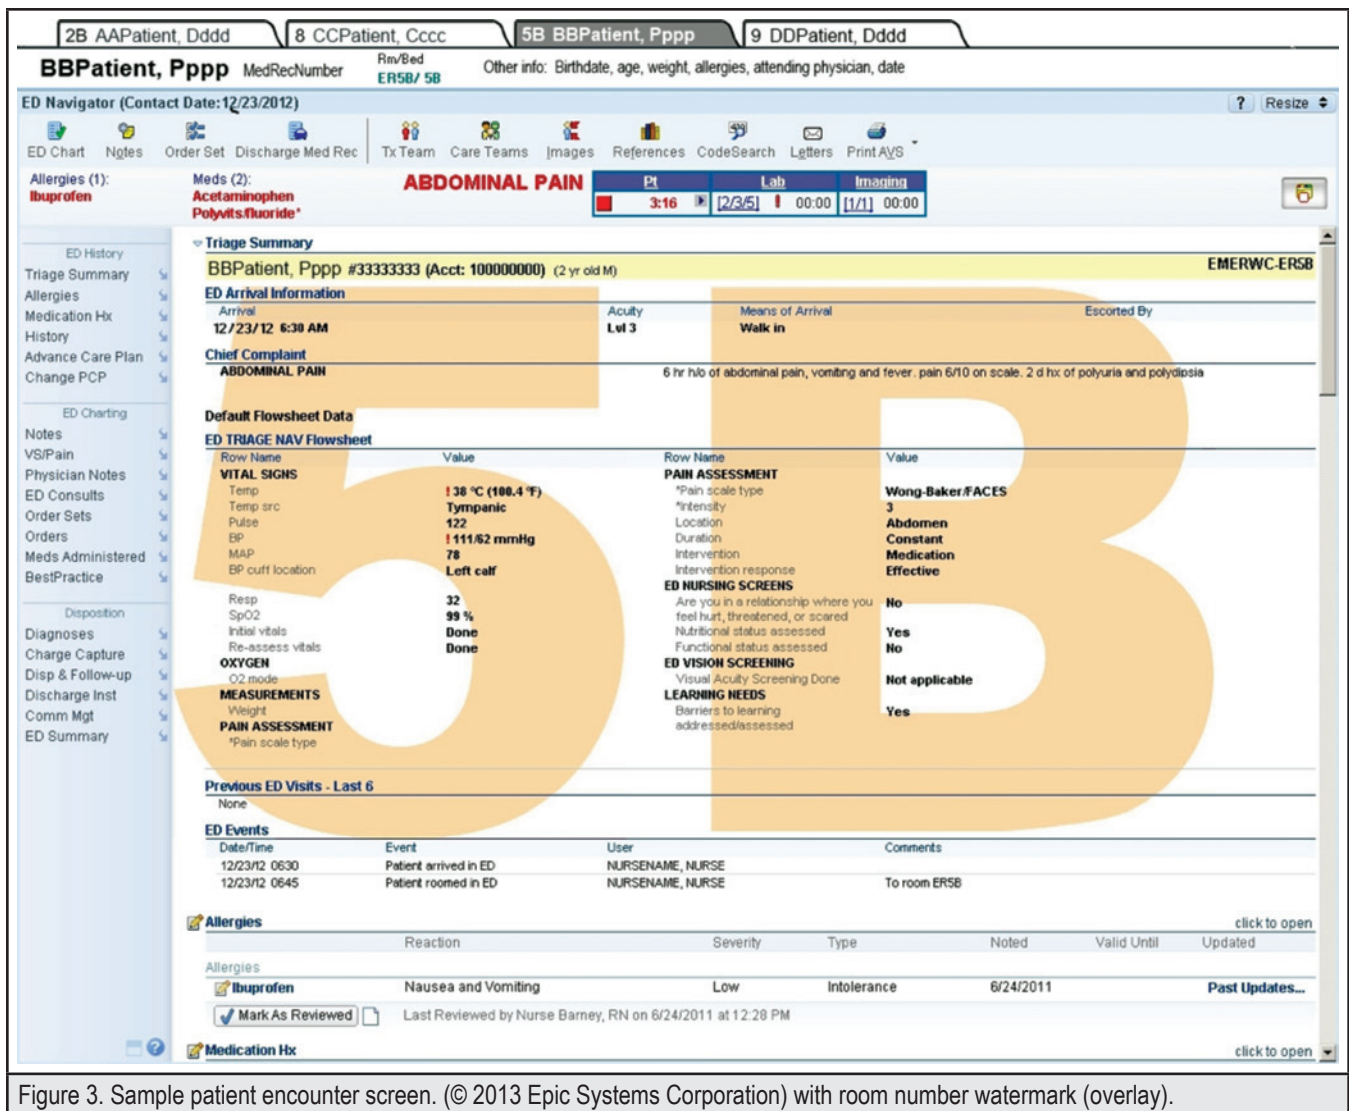 2B AAPatient, Dddd 8 CCPatient, Cccc 5B BBPatient, Pppp 9 DDPatient, Dddd
BBPatient, Pppp MedRecNumber Rm/Bed ER5B/ 5B Other info: Birthdate, age, weight, allergies, attending physician, date
ED Navigator (Contact Date:12/23/2012) ? Resize
ED Chart Notes Order Set Discharge Med Rec Tx Team Care Teams Images References CodeSearch Letters Print AVS
Allergies (1): Meds (2): ABDOMINAL PAIN Pt Lab Imaging
Ibuprofen Acetaminophen 3:16 [2/3/5] ! 00:00 [1/1] 00:00
Polyvits/fluoride*
ED History
Triage Summary
Allergies
Medication Hx
History
Advance Care Plan
Change PCP
ED Charting
Notes
VS/Pain
Physician Notes
ED Consults
Order Sets
Orders
Meds Administered
BestPractice
Disposition
Diagnoses
Charge Capture
Disp & Follow-up
Discharge Inst
Comm Mgt
ED Summary
5B
Triage Summary
BBPatient, Pppp #33333333 (Acct: 100000000) (2 yr old M) EMERWC-ER5B
ED Arrival Information
Arrival Acuity Means of Arrival Escorted By
12/23/12 6:30 AM Lvl 3 Walk in
Chief Complaint
ABDOMINAL PAIN 6 hr h/o of abdominal pain, vomiting and fever. pain 6/10 on scale. 2 d hx of polyuria and polydipsia
Default Flowsheet Data
ED TRIAGE NAV Flowsheet
Row Name Value Row Name Value
VITAL SIGNS PAIN ASSESSMENT
Temp ! 38 °C (100.4 °F) *Pain scale type Wong-Baker/FACES
Temp src Tympanic *Intensity 3
Pulse 122 Location Abdomen
BP ! 111/62 mmHg Duration Constant
MAP 78 Intervention Medication
BP cuff location Left calf Intervention response Effective
ED NURSING SCREENS
Resp 32 Are you in a relationship where you No
SpO2 99 % feel hurt, threatened, or scared
Initial vitals Done Nutritional status assessed Yes
Re-assess vitals Done Functional status assessed No
OXYGEN ED VISION SCREENING
O2 mode Visual Acuity Screening Done Not applicable
MEASUREMENTS LEARNING NEEDS
Weight Barriers to learning Yes
PAIN ASSESSMENT addressed/assessed
*Pain scale type
Previous ED Visits - Last 6
None
ED Events
Date/Time Event User Comments
12/23/12 0630 Patient arrived in ED NURSENAME, NURSE
12/23/12 0645 Patient roomed in ED NURSENAME, NURSE To room ER5B
Allergies click to open
Reaction Severity Type Noted Valid Until Updated
Allergies
Ibuprofen Nausea and Vomiting Low Intolerance 6/24/2011 Past Updates...
Mark As Reviewed Last Reviewed by Nurse Barney, RN on 6/24/2011 at 12:28 PM
Medication Hx click to open
Figure 3. Sample patient encounter screen. (© 2013 Epic Systems Corporation) with room number watermark (overlay).